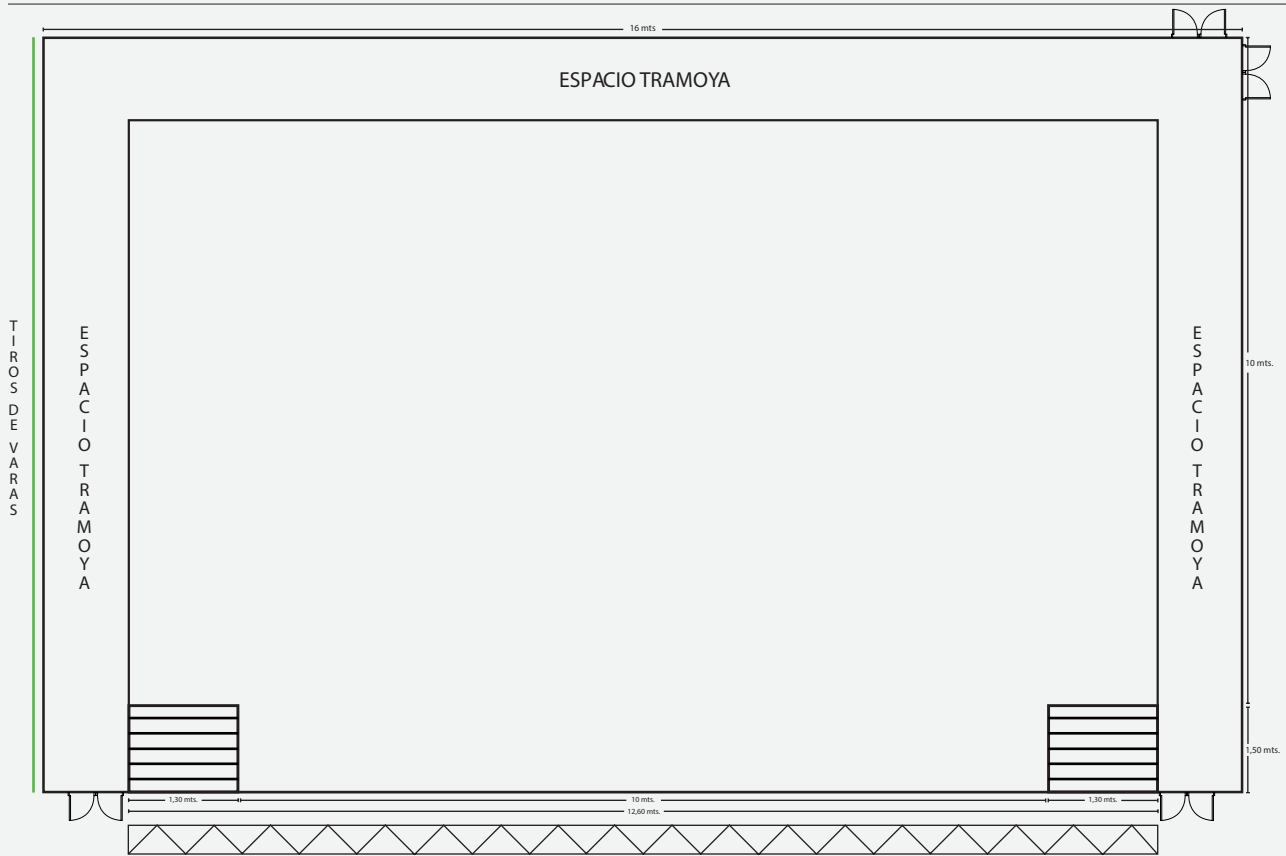 16 mts
ESPACIO TRAMOYA
TIROS DE VARAS
ESPACIO TRAMOYA
ESPACIO TRAMOYA
10 mts.
1,50 mts.
1,30 mts.
10 mts.
1,30 mts.
12,60 mts.